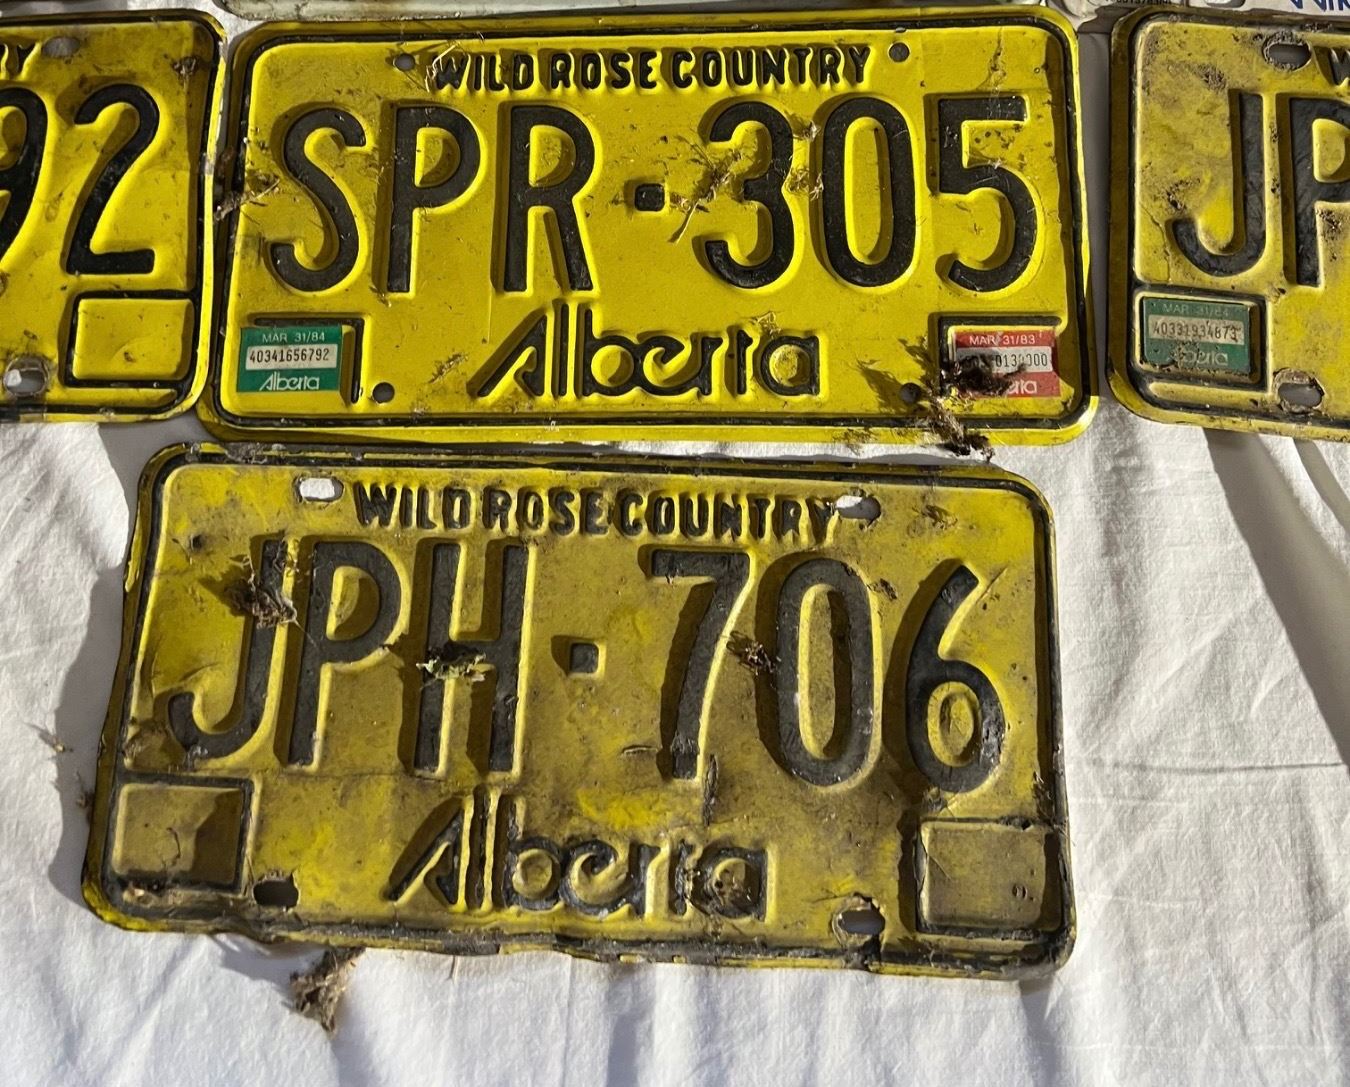 WILD ROSE COUNTRY
SPR·305
Alberta
MAR 31/84
40341656792
Alberta
MAR 31/83
92
JP
MAR 31/84
40331934873
Alberta
WILD ROSE COUNTRY
JPH·706
Alberta